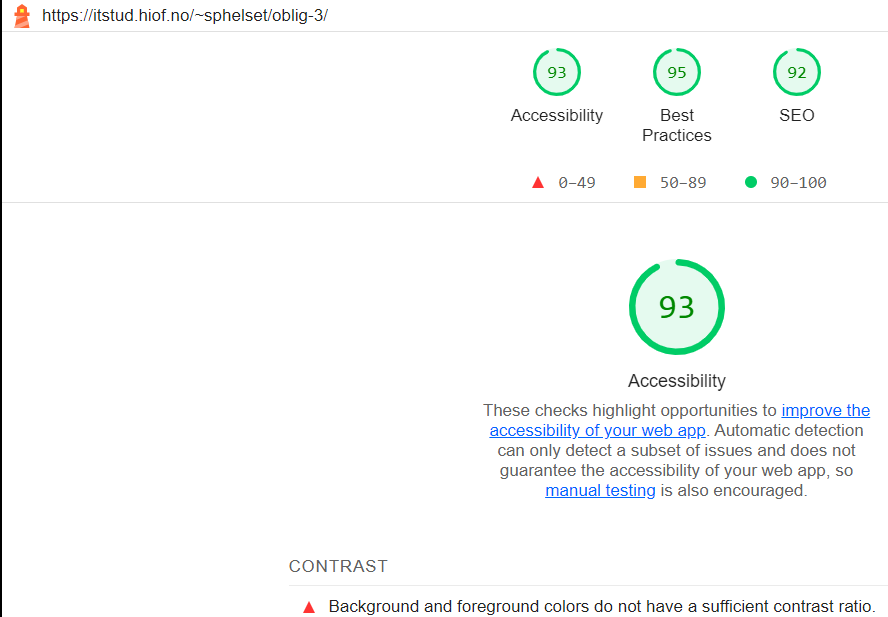 https://itstud.hiof.no/~sphelset/oblig-3/
93 95 92
Accessibility Best Practices SEO
0–49 50–89 90–100
93
Accessibility
These checks highlight opportunities to improve the
accessibility of your web app. Automatic detection
can only detect a subset of issues and does not
guarantee the accessibility of your web app, so
manual testing is also encouraged.
CONTRAST
Background and foreground colors do not have a sufficient contrast ratio.